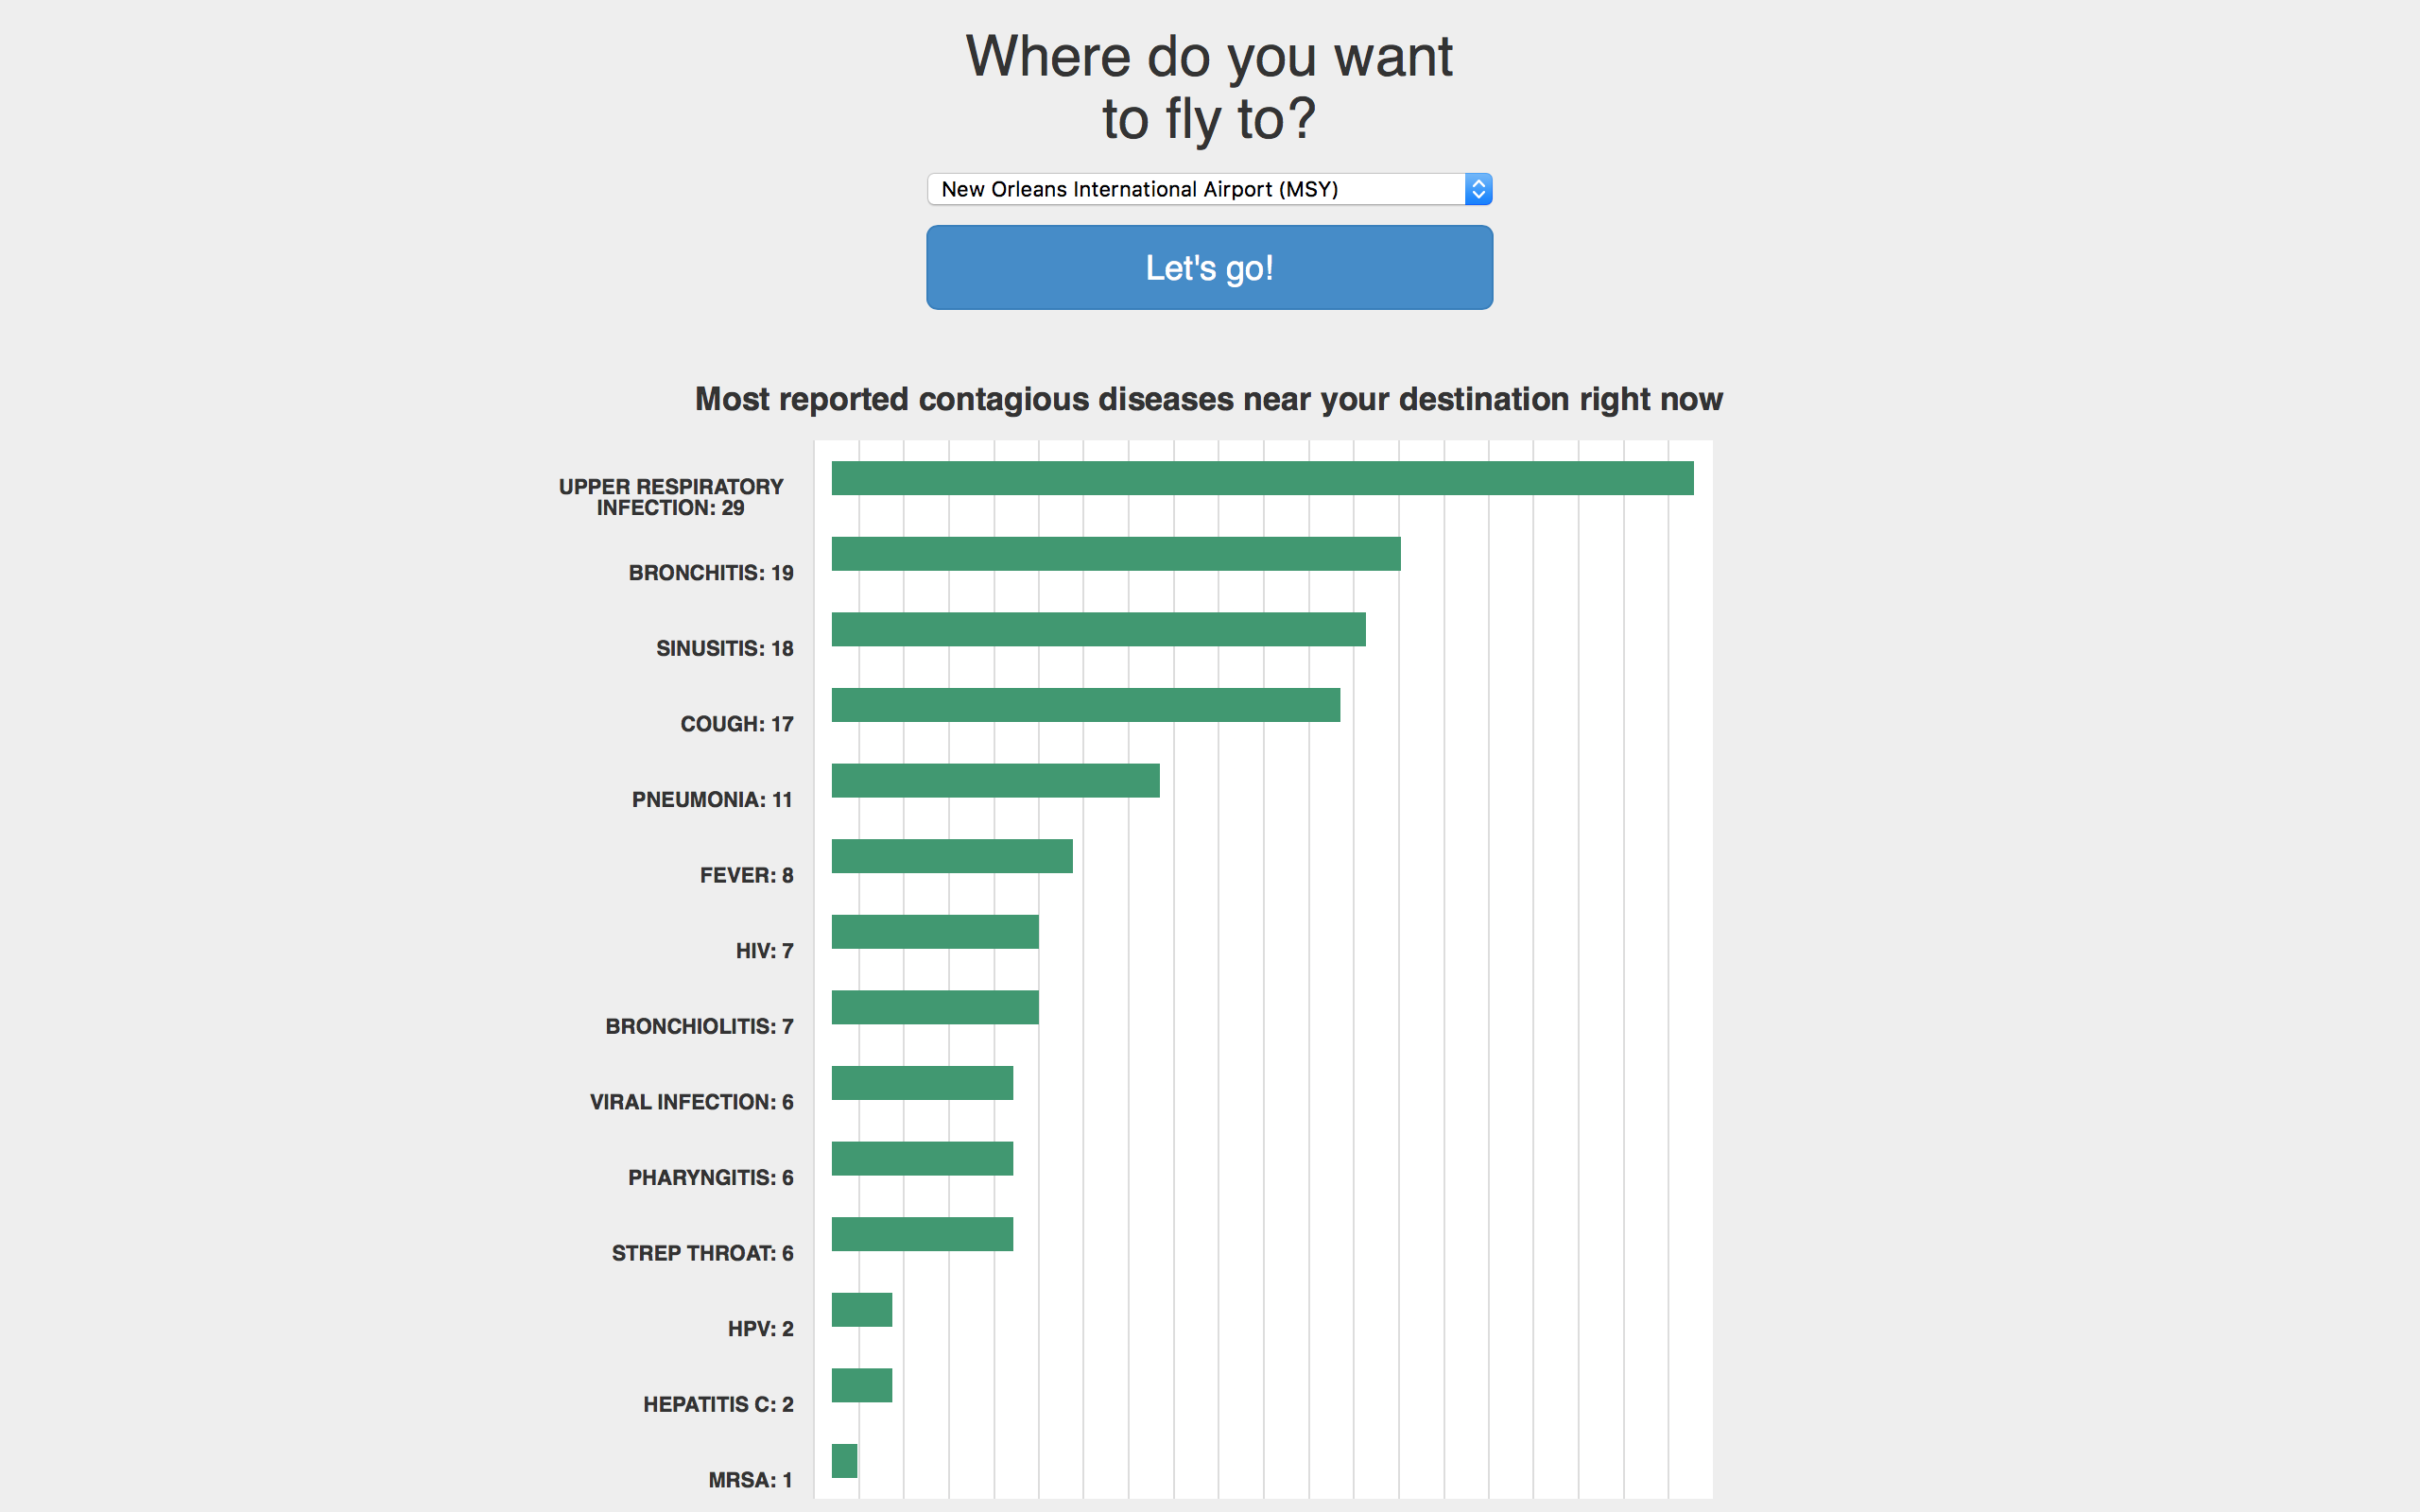 Where do you want
to fly to?
New Orleans International Airport (MSY)
Let's go!
Most reported contagious diseases near your destination right now
UPPER RESPIRATORY
INFECTION: 29
BRONCHITIS: 19
SINUSITIS: 18
COUGH: 17
PNEUMONIA: 11
FEVER: 8
HIV: 7
BRONCHIOLITIS: 7
VIRAL INFECTION: 6
PHARYNGITIS: 6
STREP THROAT: 6
HPV: 2
HEPATITIS C: 2
MRSA: 1